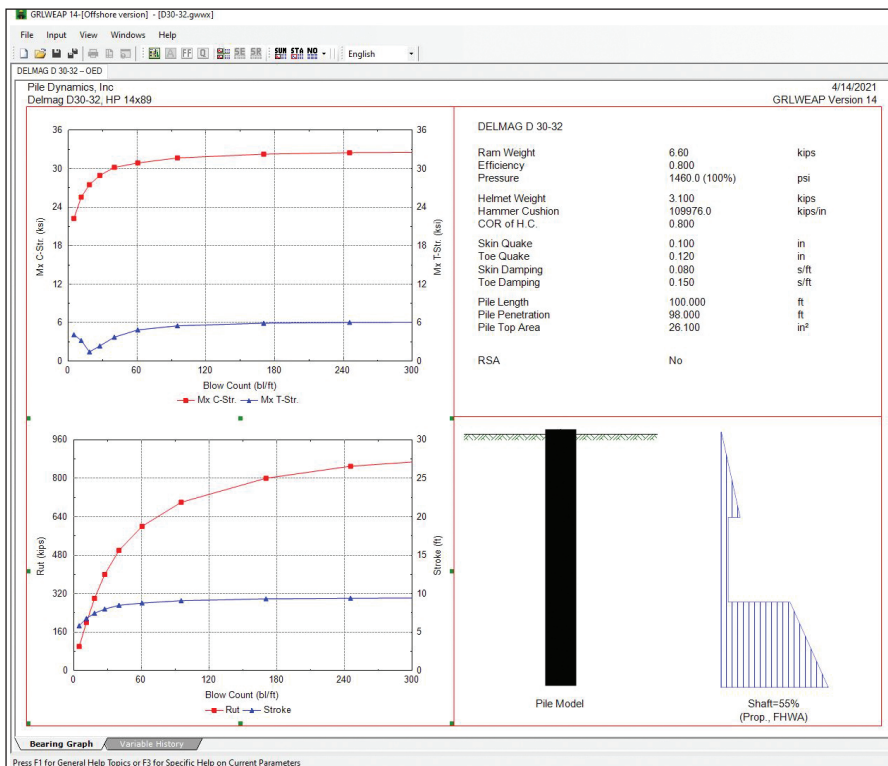 GRLWEAP 14-[Offshore version] - [D30-32.gwwx]
File Input View Windows Help
FF Q SE SR SUM STA NO English
DELMAG D 30-32 – OED
Pile Dynamics, Inc 4/14/2021
Delmag D30-32, HP 14x89 GRLWEAP Version 14
36 36
30 30
24 24
18 18
12 12
6 6
0 0
Mx C-Str. (ksi)
Mx T-Str. (ksi)
0 60 120 180 240 300
Blow Count (bl/ft)
Mx C-Str. Mx T-Str.
DELMAG D 30-32
Ram Weight 6.60 kips
Efficiency 0.800
Pressure 1460.0 (100%) psi
Helmet Weight 3.100 kips
Hammer Cushion 109976.0 kips/in
COR of H.C. 0.800
Skin Quake 0.100 in
Toe Quake 0.120 in
Skin Damping 0.080 s/ft
Toe Damping 0.150 s/ft
Pile Length 100.000 ft
Pile Penetration 98.000 ft
Pile Top Area 26.100 in²
RSA No
960 30
800 25
640 20
480 15
320 10
160 5
0 0
Rut (kips)
Stroke (ft)
0 60 120 180 240 300
Blow Count (bl/ft)
Rut Stroke
Pile Model
Shaft=55%
(Prop., FHWA)
Bearing Graph Variable History
Press F1 for General Help Topics or F3 for Specific Help on Current Parameters